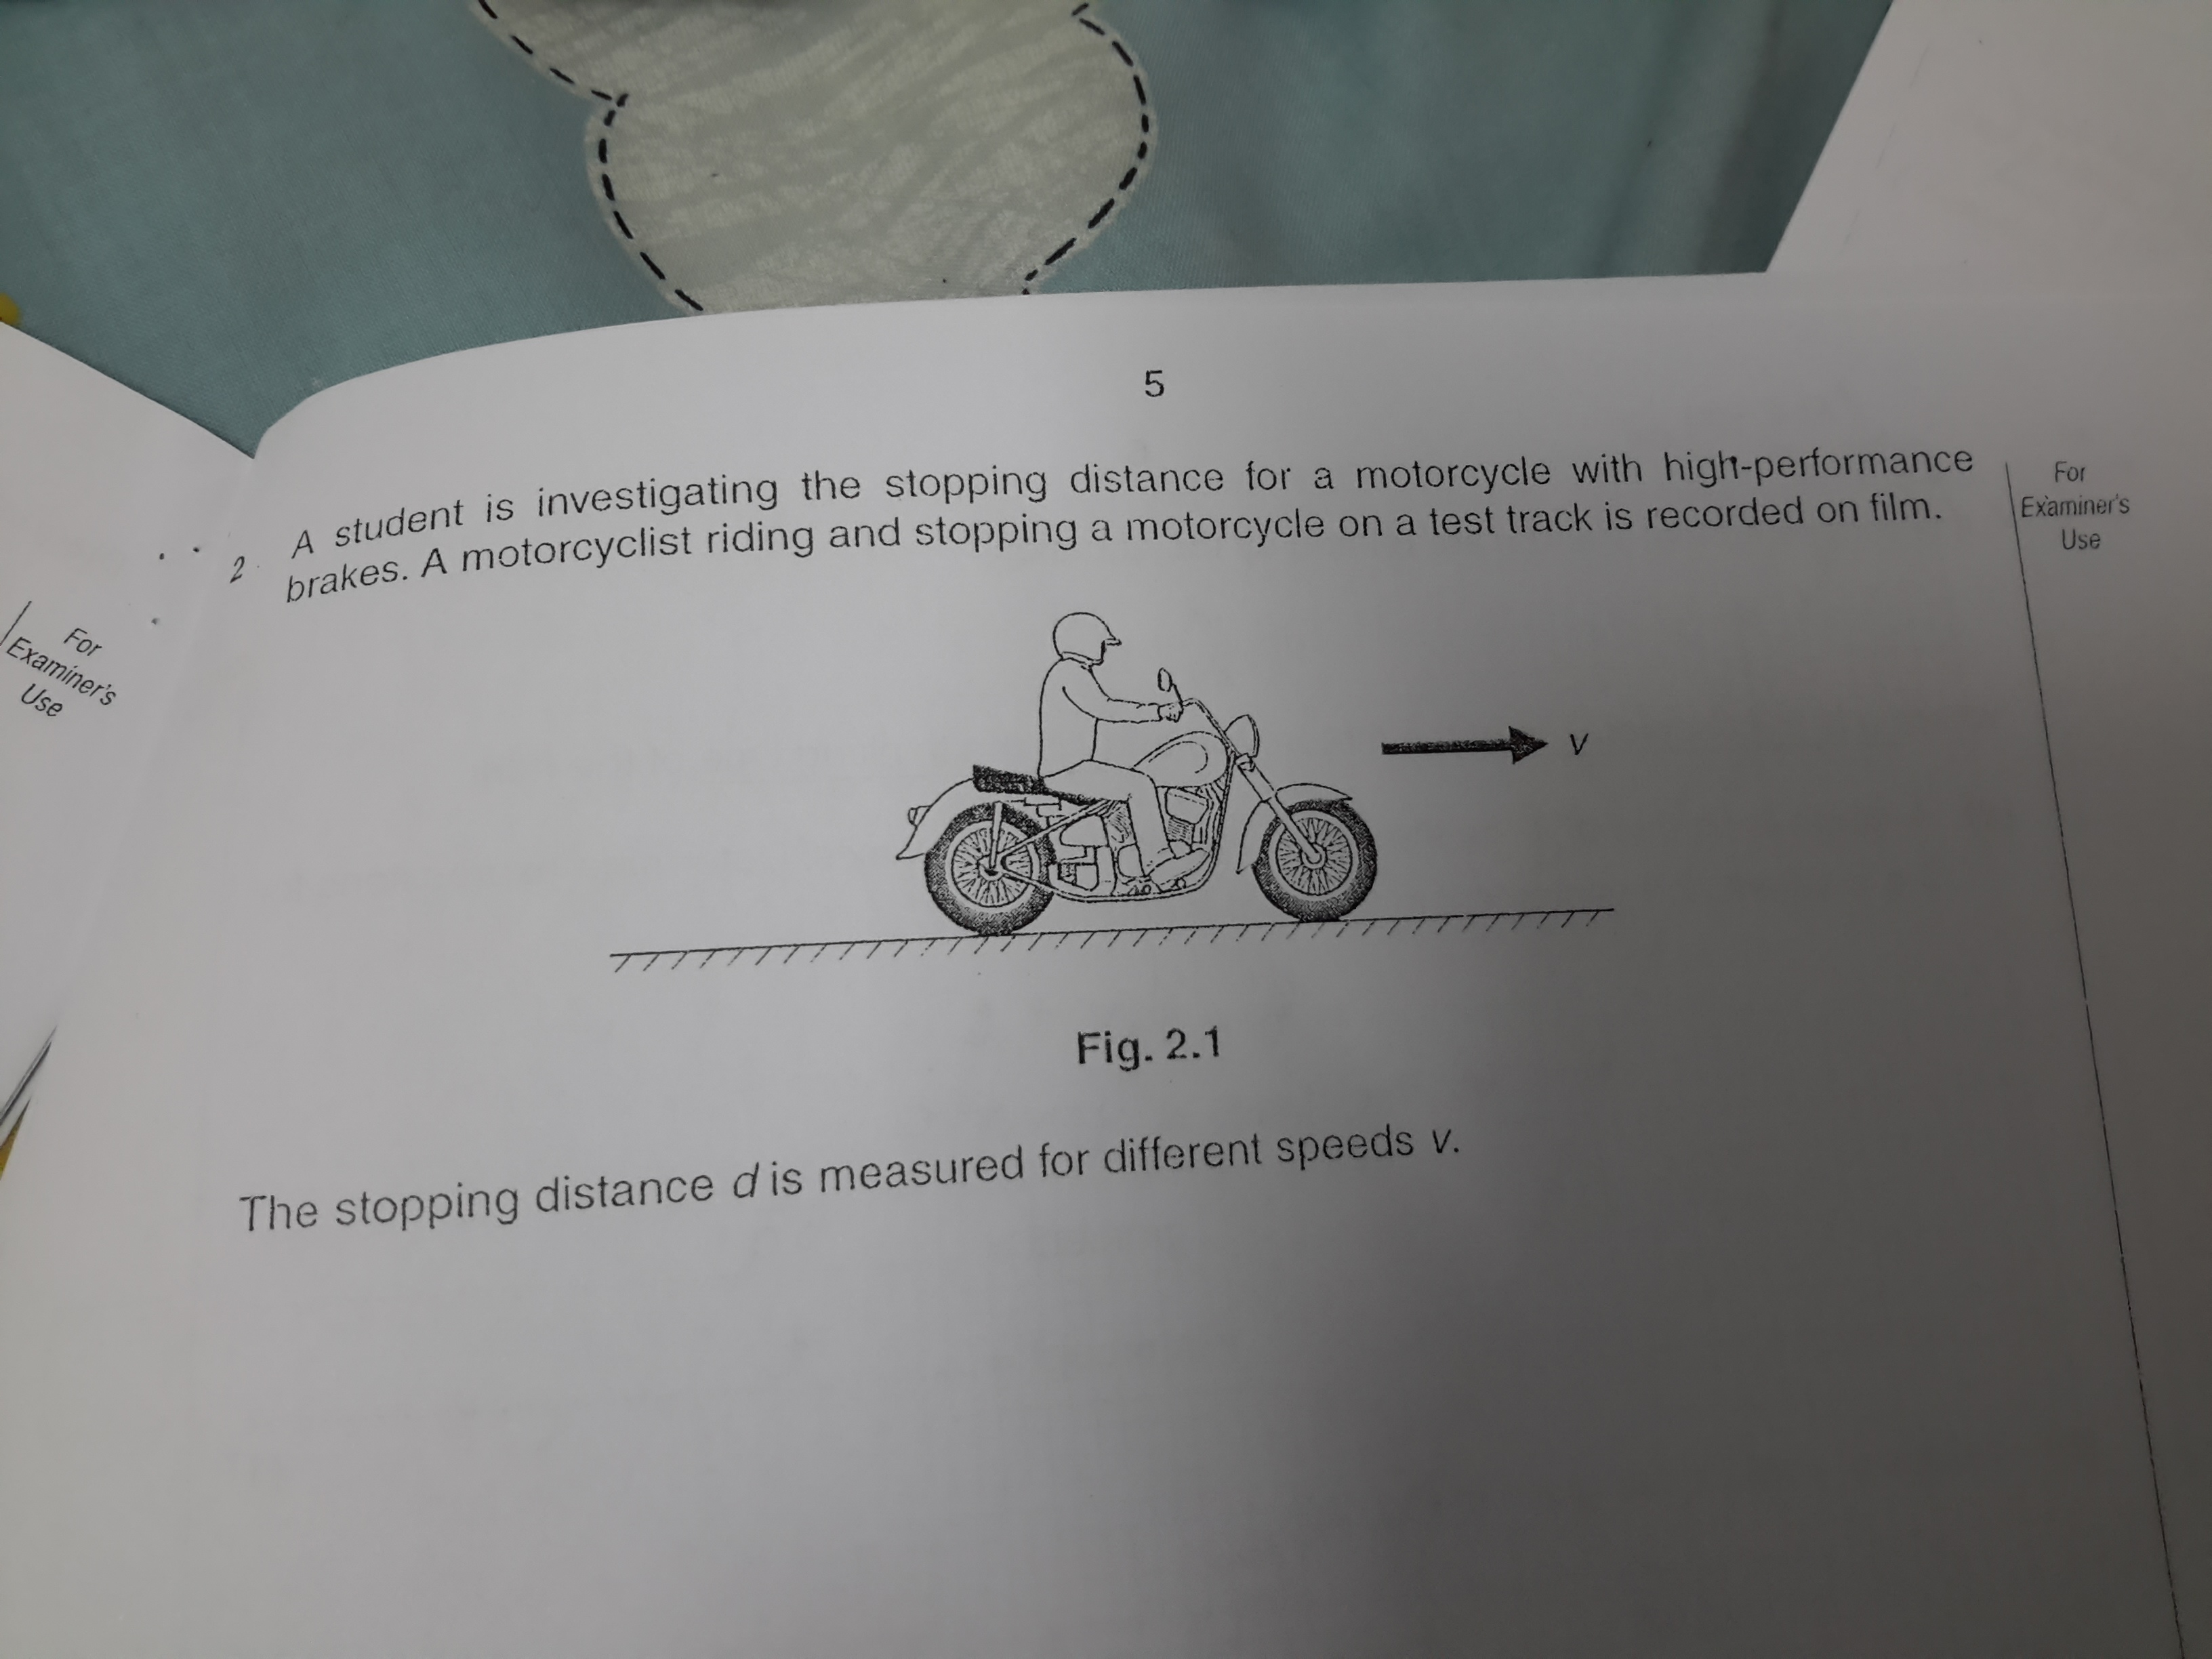 5
2 A student is investigating the stopping distance for a motorcycle with high-performance
brakes. A motorcyclist riding and stopping a motorcycle on a test track is recorded on film.
For
Examiner's
Use
For
Examiner's
Use
v
Fig. 2.1
The stopping distance d is measured for different speeds v.